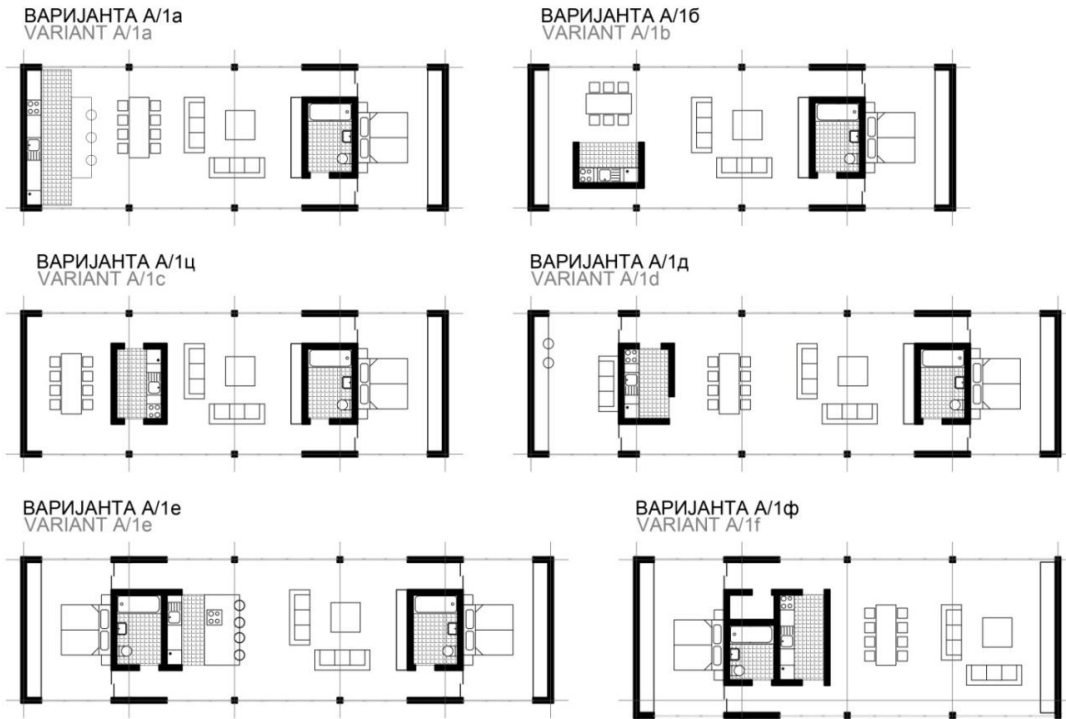 ВАРИЈАНТА А/1а
VARIANT A/1a
ВАРИЈАНТА А/1б
VARIANT A/1b
ВАРИЈАНТА А/1ц
VARIANT A/1c
ВАРИЈАНТА А/1д
VARIANT A/1d
ВАРИЈАНТА А/1е
VARIANT A/1e
ВАРИЈАНТА А/1ф
VARIANT A/1f